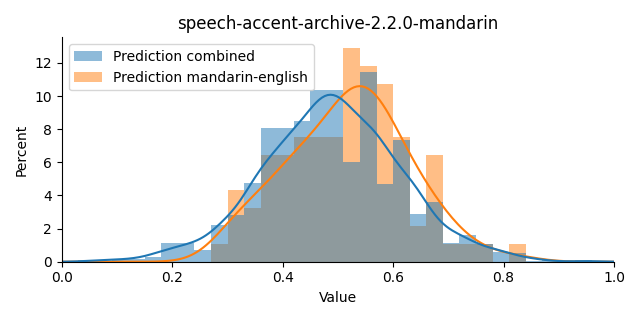 speech-accent-archive-2.2.0-mandarin
Prediction combined
Prediction mandarin-english
12
10
8
6
4
2
0
Percent
0.0 0.2 0.4 0.6 0.8 1.0
Value